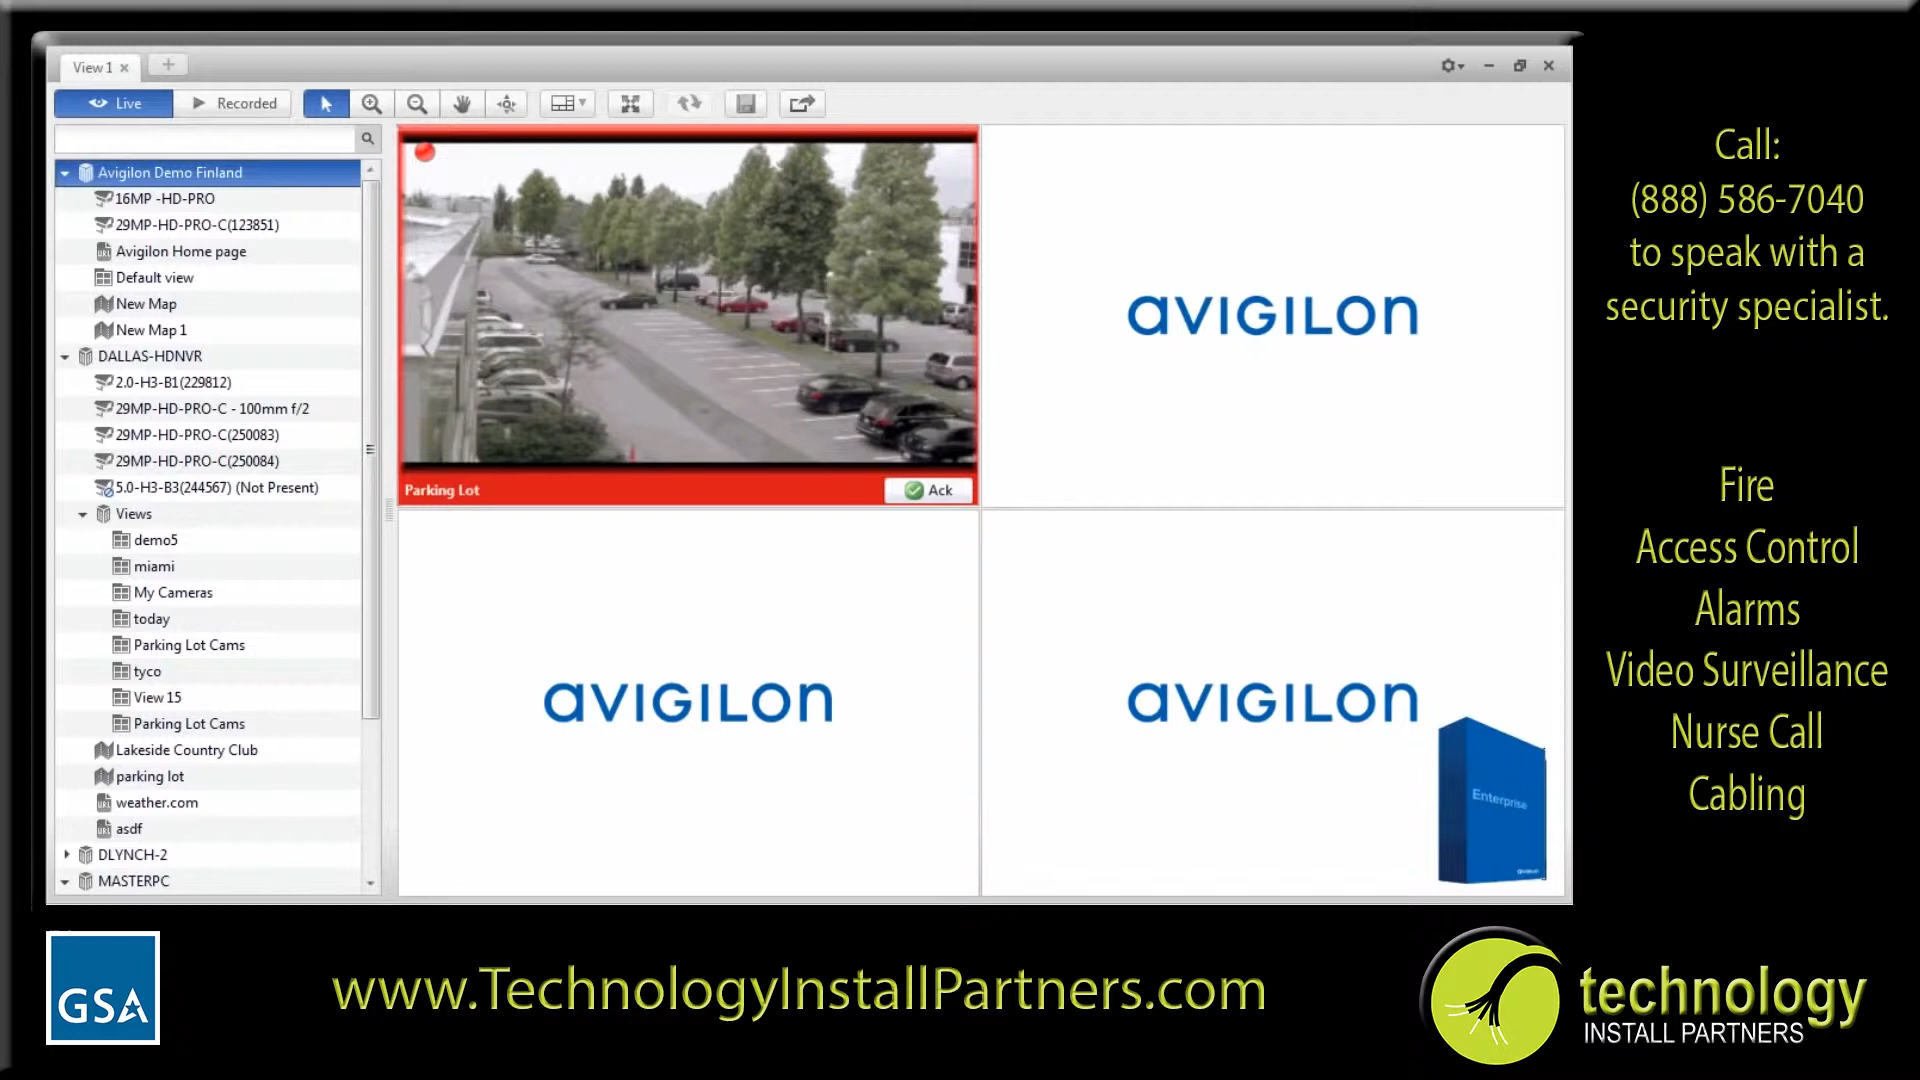 View 1
Live
Recorded
Avigilon Demo Finland
16MP -HD-PRO
29MP-HD-PRO-C(123851)
Avigilon Home page
Default view
New Map
New Map 1
DALLAS-HDNVR
2.0-H3-B1(229812)
29MP-HD-PRO-C - 100mm f/2
29MP-HD-PRO-C(250083)
29MP-HD-PRO-C(250084)
5.0-H3-B3(244567) (Not Present)
Views
demo5
miami
My Cameras
today
Parking Lot Cams
tyco
View 15
Parking Lot Cams
Lakeside Country Club
parking lot
weather.com
asdf
DLYNCH-2
MASTERPC
Parking Lot
Ack
avigilon
avigilon
avigilon
Enterprise
avigilon
Call:
(888) 586-7040
to speak with a
security specialist.
Fire
Access Control
Alarms
Video Surveillance
Nurse Call
Cabling
GSA
www.TechnologyInstallPartners.com
technology
INSTALL PARTNERS